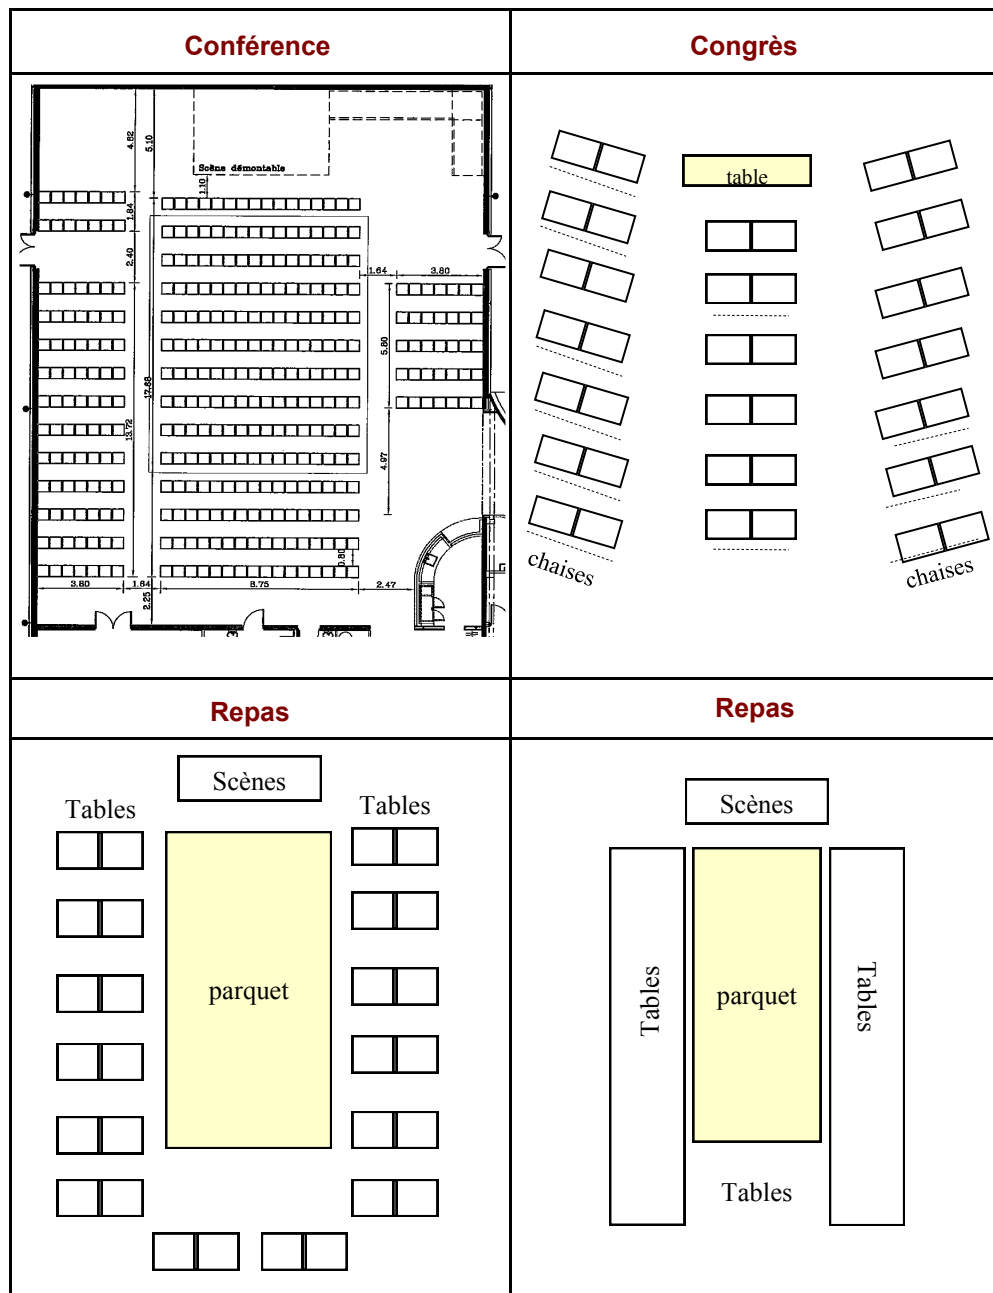 Conférence
Congrès
4.82
5.10
Scène démontable
1.10
1.84
2.40
1.64
3.80
5.80
17.68
13.72
4.97
0.80
3.80
1.64
8.75
2.47
2.25
table
chaises
chaises
Repas
Repas
Scènes
Tables
Tables
parquet
Scènes
Tables
parquet
Tables
Tables